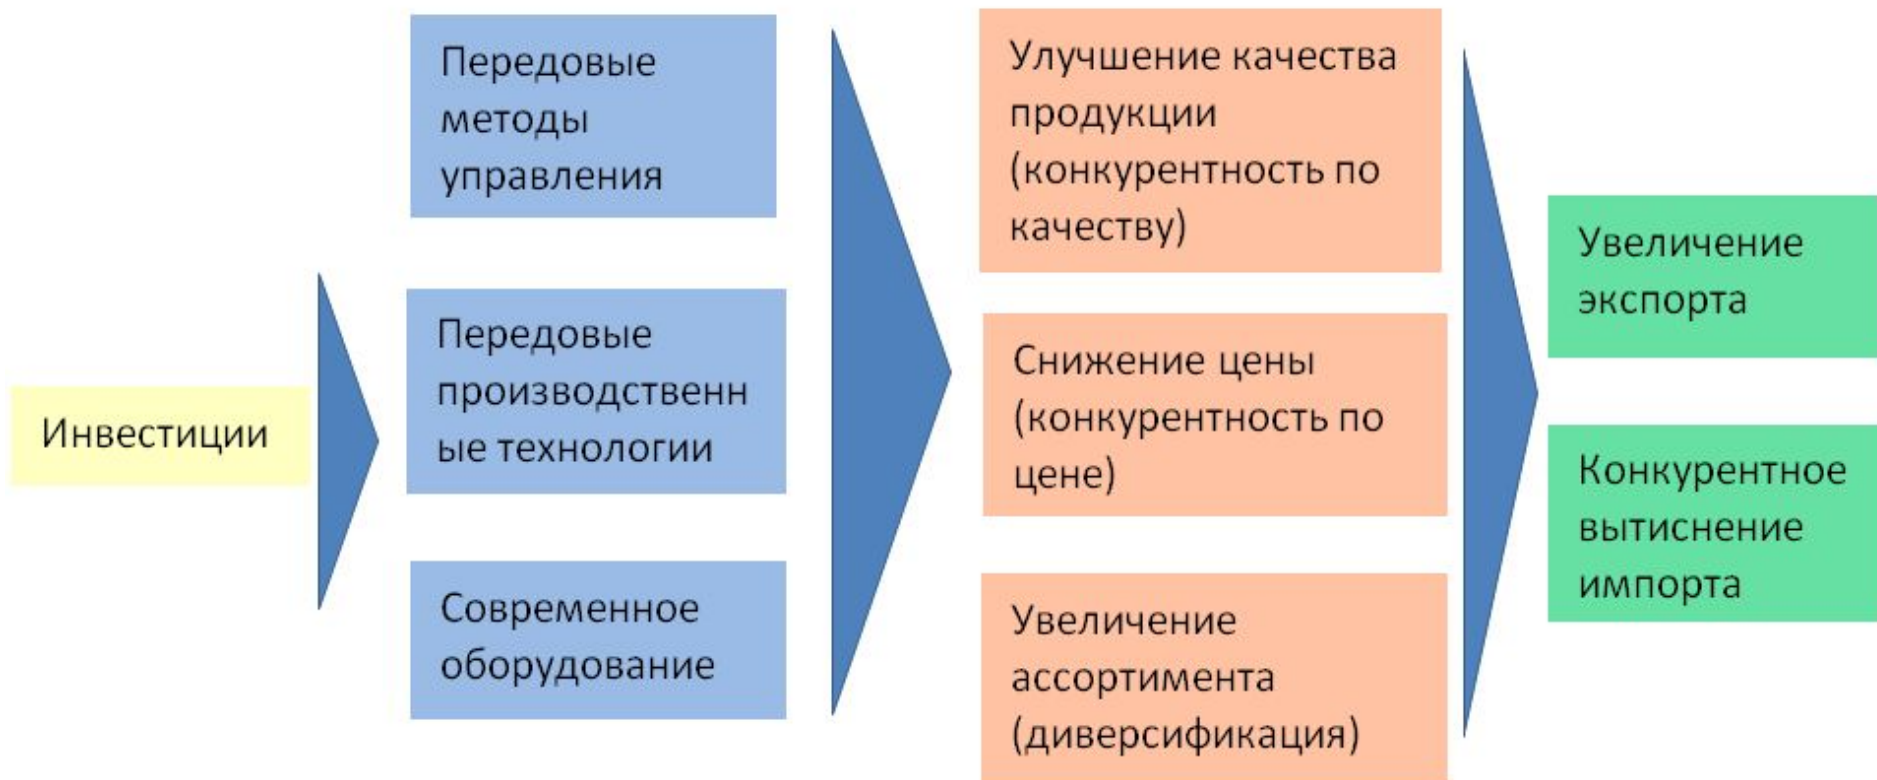 Инвестиции
Передовые
методы
управления
Передовые
производственн
ые технологии
Современное
оборудование
Улучшение качества
продукции
(конкурентность по
качеству)
Снижение цены
(конкурентность по
цене)
Увеличение
ассортимента
(диверсификация)
Увеличение
экспорта
Конкурентное
вытиснение
импорта